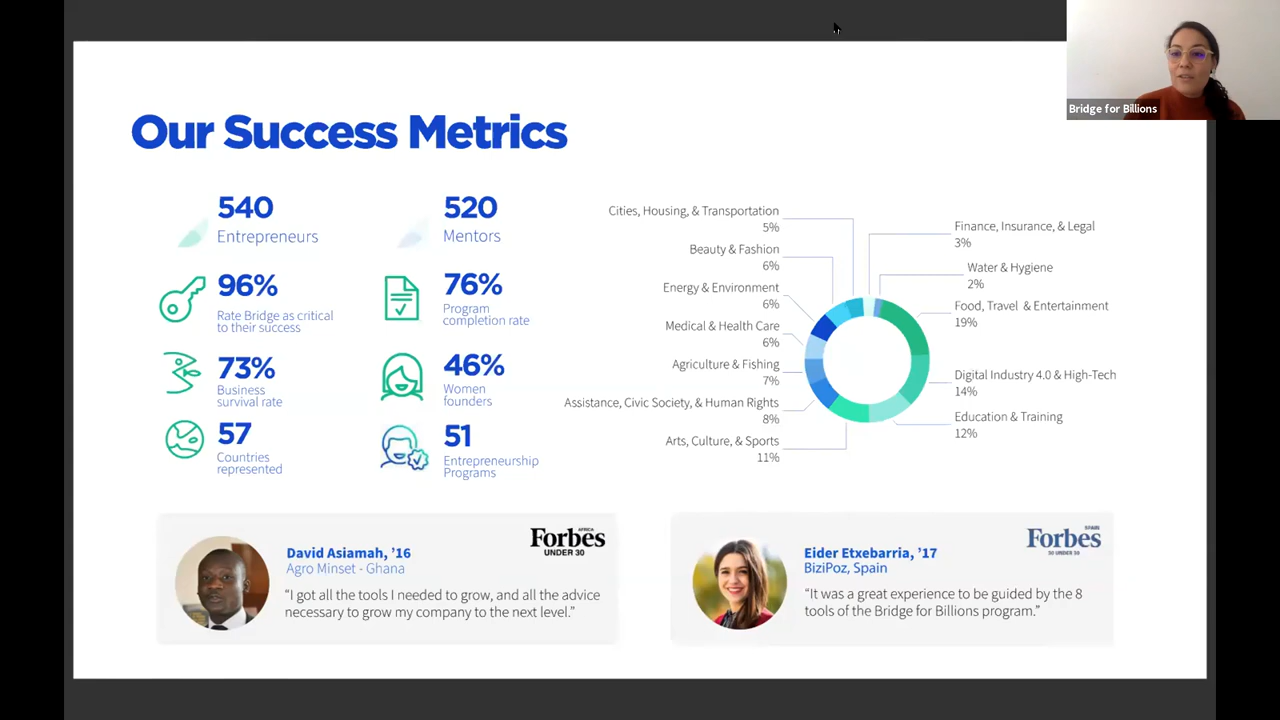 Bridge for Billions
Our Success Metrics
540
Entrepreneurs
520
Mentors
96%
Rate Bridge as critical
to their success
76%
Program
completion rate
73%
Business
survival rate
46%
Women
founders
57
Countries
represented
51
Entrepreneurship
Programs
Cities, Housing, & Transportation
5%
Beauty & Fashion
6%
Energy & Environment
6%
Medical & Health Care
6%
Agriculture & Fishing
7%
Assistance, Civic Society, & Human Rights
8%
Arts, Culture, & Sports
11%
Finance, Insurance, & Legal
3%
Water & Hygiene
2%
Food, Travel & Entertainment
19%
Digital Industry 4.0 & High-Tech
14%
Education & Training
12%
AFRICA
Forbes
UNDER 30
David Asiamah, ’16
Agro Minset - Ghana
“I got all the tools I needed to grow, and all the advice
necessary to grow my company to the next level.”
SPAIN
Forbes
30 UNDER 30
Eider Etxebarria, ’17
BiziPoz, Spain
“It was a great experience to be guided by the 8
tools of the Bridge for Billions program.”